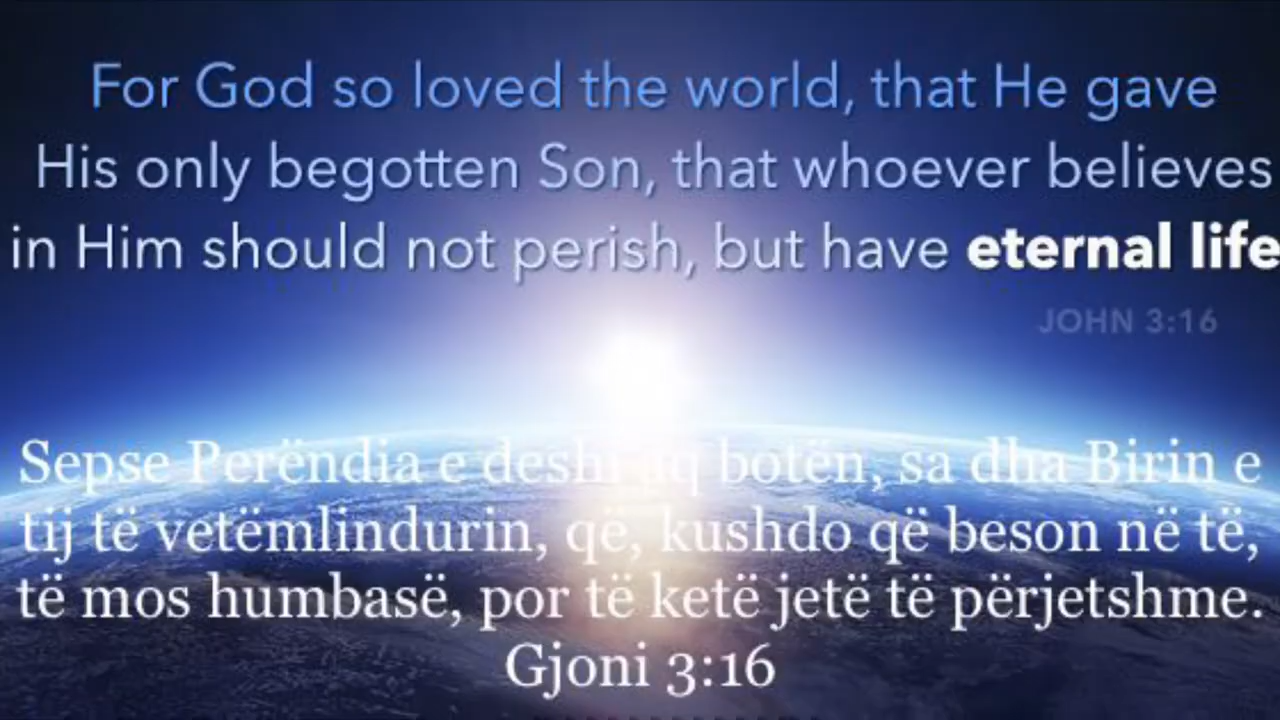 For God so loved the world, that He gave
His only begotten Son, that whoever believes
in Him should not perish, but have eternal life
JOHN 3:16
Sepse Perëndia e deshi aq botën, sa dha Birin e
tij të vetëmlindurin, që, kushdo që beson në të,
të mos humbasë, por të ketë jetë të përjetshme.
Gjoni 3:16